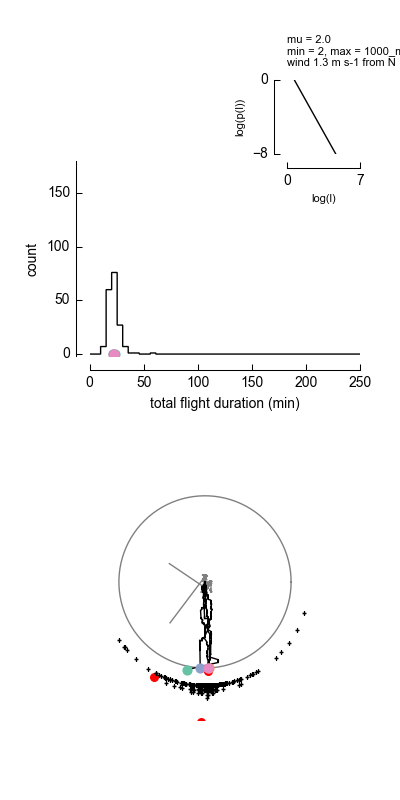 mu = 2.0
min = 2, max = 1000_m
wind 1.3 m s-1 from N
0
log(p(l))
−8
0
7
log(l)
150
100
50
0
count
0
50
100
150
200
250
total flight duration (min)